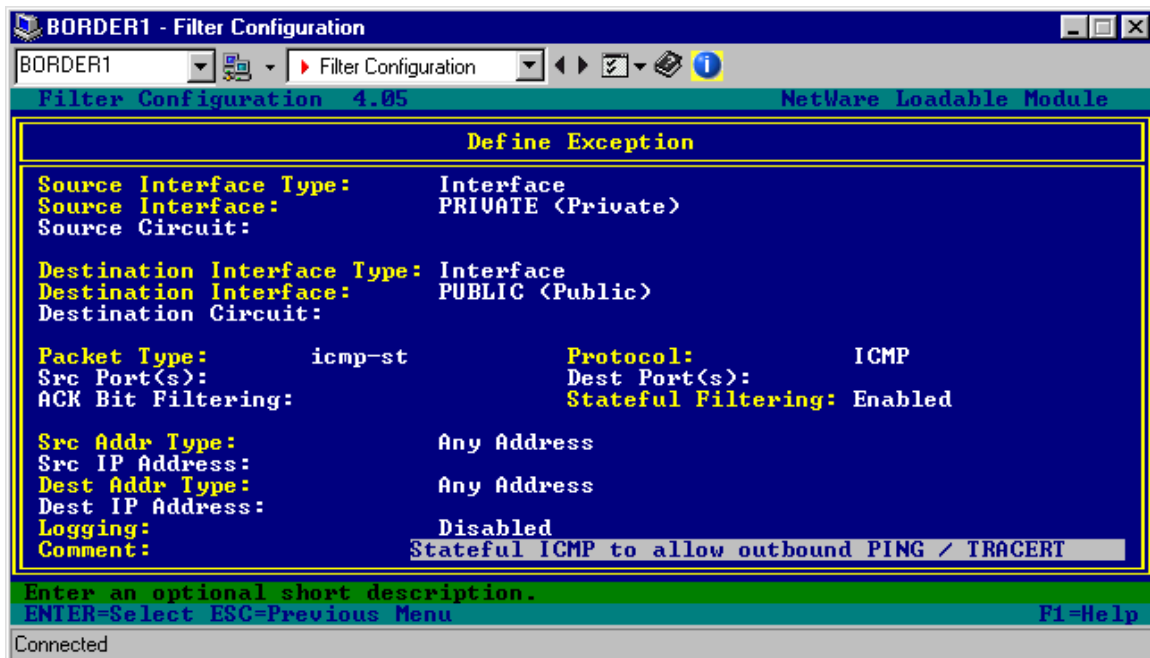 BORDER1 - Filter Configuration
BORDER1 Filter Configuration
Filter Configuration 4.05 NetWare Loadable Module
Define Exception
Source Interface Type: Interface
Source Interface: PRIVATE (Private)
Source Circuit:
Destination Interface Type: Interface
Destination Interface: PUBLIC (Public)
Destination Circuit:
Packet Type: icmp-st Protocol: ICMP
Src Port(s): Dest Port(s):
ACK Bit Filtering: Stateful Filtering: Enabled
Src Addr Type: Any Address
Src IP Address:
Dest Addr Type: Any Address
Dest IP Address:
Logging: Disabled
Comment: Stateful ICMP to allow outbound PING / TRACERT
Enter an optional short description.
ENTER=Select ESC=Previous Menu F1=Help
Connected